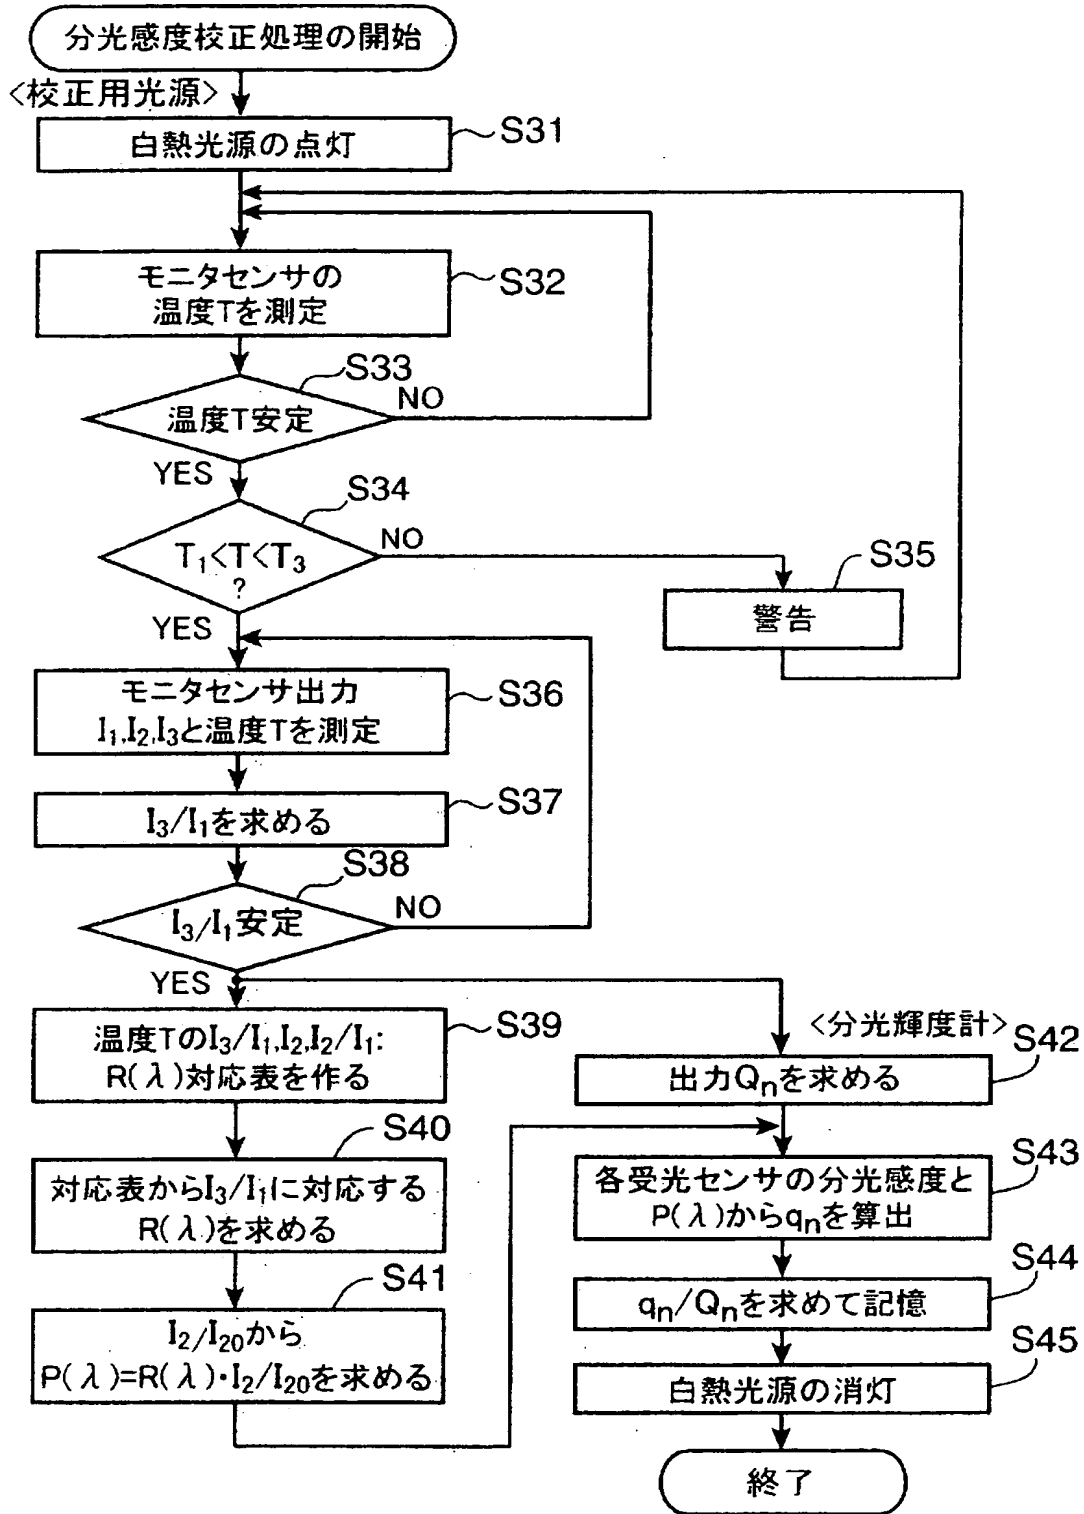 分光感度校正処理の開始
<校正用光源>
白熱光源の点灯
S31
モニタセンサの
温度Tを測定
S32
S33
温度T安定
NO
YES
S34
T₁<T<T₃
?
NO
YES
S35
警告
モニタセンサ出力
I₁,I₂,I₃と温度Tを測定
S36
I₃/I₁を求める
S37
S38
I₃/I₁安定
NO
YES
温度TのI₃/I₁,I₂,I₂/I₁:
R(λ)対応表を作る
S39
S40
対応表からI₃/I₁に対応する
R(λ)を求める
S41
I₂/I₂₀から
P(λ)=R(λ)・I₂/I₂₀を求める
<分光輝度計>
S42
出力Qₙを求める
S43
各受光センサの分光感度と
P(λ)からqₙを算出
S44
qₙ/Qₙを求めて記憶
S45
白熱光源の消灯
終了